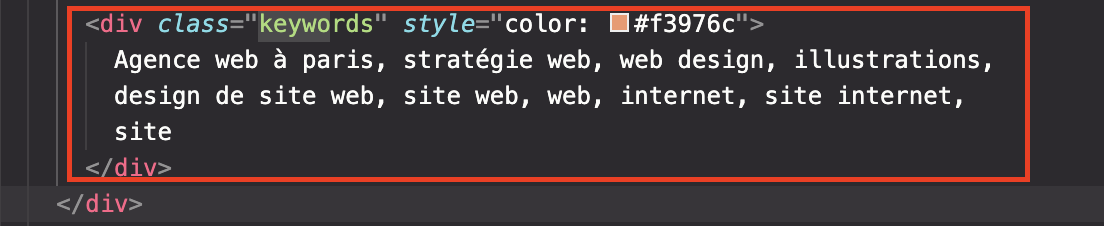 <div class="keywords" style="color: #f3976c">
Agence web à paris, stratégie web, web design, illustrations,
design de site web, site web, web, internet, site internet,
site
</div>
</div>